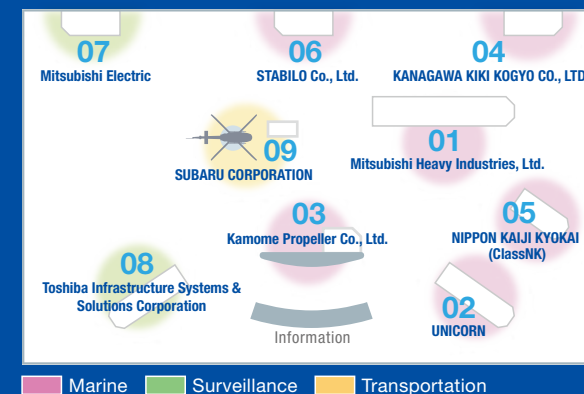 07
Mitsubishi Electric
06
STABILO Co., Ltd.
04
KANAGAWA KIKI KOGYO CO., LTD
09
SUBARU CORPORATION
01
Mitsubishi Heavy Industries, Ltd.
03
Kamome Propeller Co., Ltd.
05
NIPPON KAIJI KYOKAI
(ClassNK)
08
Toshiba Infrastructure Systems &
Solutions Corporation
02
UNICORN
Information
Marine
Surveillance
Transportation